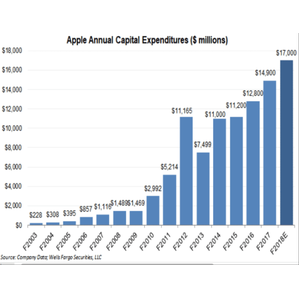 Apple Annual Capital Expenditures ($ millions)
$18,000
$16,000
$14,000
$12,000
$10,000
$8,000
$6,000
$4,000
$2,000
$0
$228
$308
$395
$857
$1,116
$1,489
$1,469
$2,992
$5,214
$11,165
$7,499
$11,000
$11,200
$12,800
$14,900
$17,000
F2003
F2004
F2005
F2006
F2007
F2008
F2009
F2010
F2011
F2012
F2013
F2014
F2015
F2016
F2017
F2018E
Source: Company Data; Wells Fargo Securities, LLC